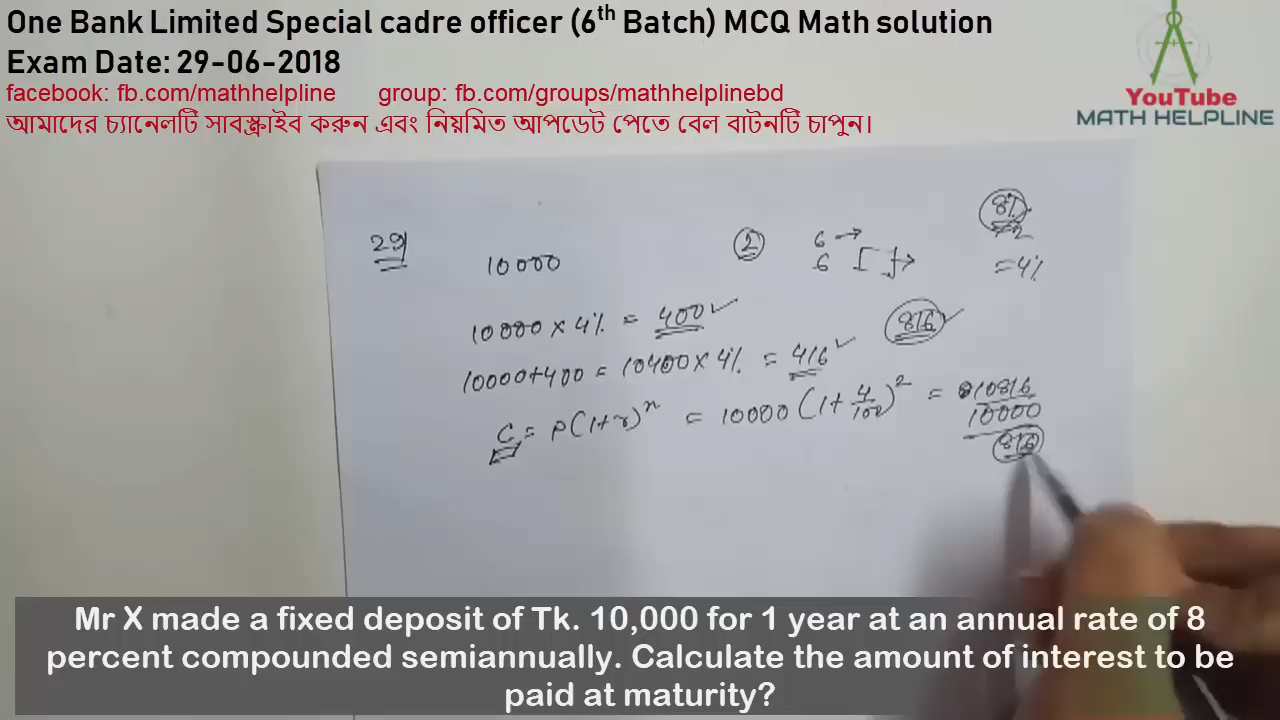 One Bank Limited Special cadre officer (6th Batch) MCQ Math solution
Exam Date: 29-06-2018
facebook: fb.com/mathhelpline group: fb.com/groups/mathhelplinebd
আমাদের চ্যানেলটি সাবস্ক্রাইব করুন এবং নিয়মিত আপডেট পেতে বেল বাটনটি চাপুন।
YouTube
MATH HELPLINE
29
10000
2
6 →
6 [ ] →
8%
÷2
= 4%
10000 × 4% = 400 ✓
816 ✓
10000+400 = 10400 × 4% = 416 ✓
C = P(1+r)^n = 10000 (1 + 4/100)^2 = 10816
10000
816
Mr X made a fixed deposit of Tk. 10,000 for 1 year at an annual rate of 8
percent compounded semiannually. Calculate the amount of interest to be
paid at maturity?